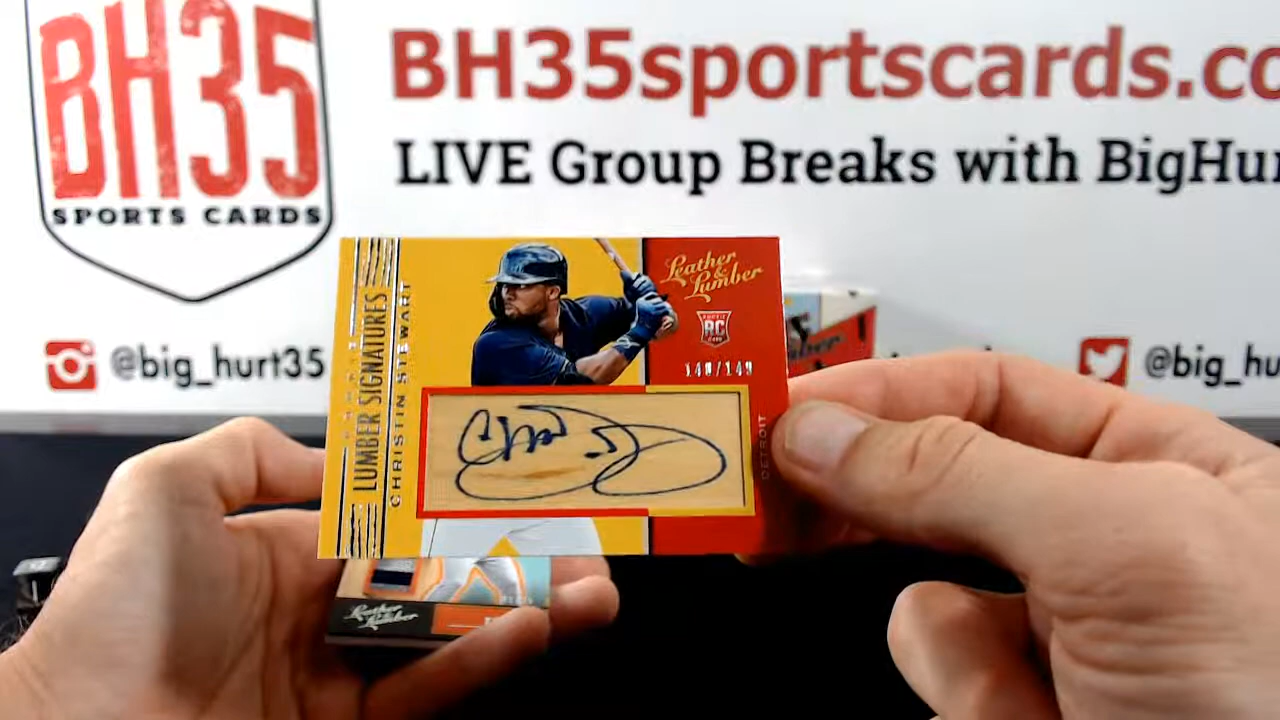 BH35
SPORTS CARDS
BH35sportscards.co
LIVE Group Breaks with BigHur
@big_hurt35
@big_hu
LUMBER SIGNATURES
CHRISTIN STEWART
Leather
&
Lumber
RC
149/149
DETROIT
Leather
&
Lumber